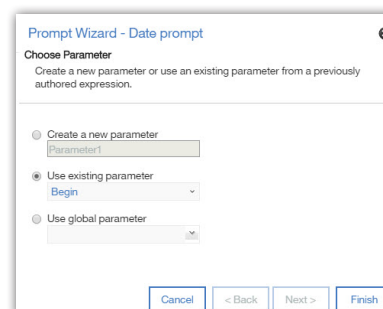 Prompt Wizard - Date prompt
Choose Parameter
Create a new parameter or use an existing parameter from a previously
authored expression.
Create a new parameter
Parameter1
Use existing parameter
Begin
Use global parameter
Cancel
< Back
Next >
Finish